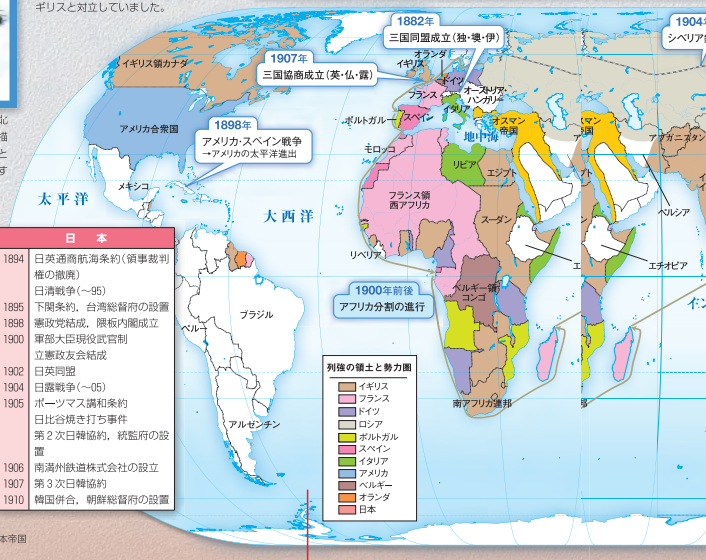 ギリスと対立していました。
1882年
三国同盟成立(独・墺・伊)
1904年
シベリア
1907年
三国協商成立(英・仏・露)
イギリス領カナダ
オランダ
イギリス
ドイツ
フランス
オーストリア・
ハンガリー
イタリア
ポルトガル
スペイン
地中海
オスマン
帝国
スマン
帝国
アフガニスタン
アメリカ合衆国
1898年
アメリカ・スペイン戦争
→アメリカの太平洋進出
モロッコ
リビア
エジプト
ペルシア
メキシコ
太平洋
大西洋
フランス領
西アフリカ
スーダン
リベリア
エチオピア
エ
1900年前後
アフリカ分割の進行
ベルギー領
コンゴ
イン
ペルー
ブラジル
アルゼンチン
南アフリカ連邦
邦
日本
1894 日英通商航海条約(領事裁判
権の撤廃)
日清戦争(〜95)
1895 下関条約，台湾総督府の設置
1898 憲政党結成，隈板内閣成立
1900 軍部大臣現役武官制
立憲政友会結成
1902 日英同盟
1904 日露戦争(〜05)
1905 ポーツマス講和条約
日比谷焼き打ち事件
第2次日韓協約，統監府の設
置
1906 南満州鉄道株式会社の設立
1907 第3次日韓協約
1910 韓国併合，朝鮮総督府の設置
列強の領土と勢力圏
イギリス
フランス
ドイツ
ロシア
ポルトガル
スペイン
イタリア
アメリカ
ベルギー
オランダ
日本
本帝国